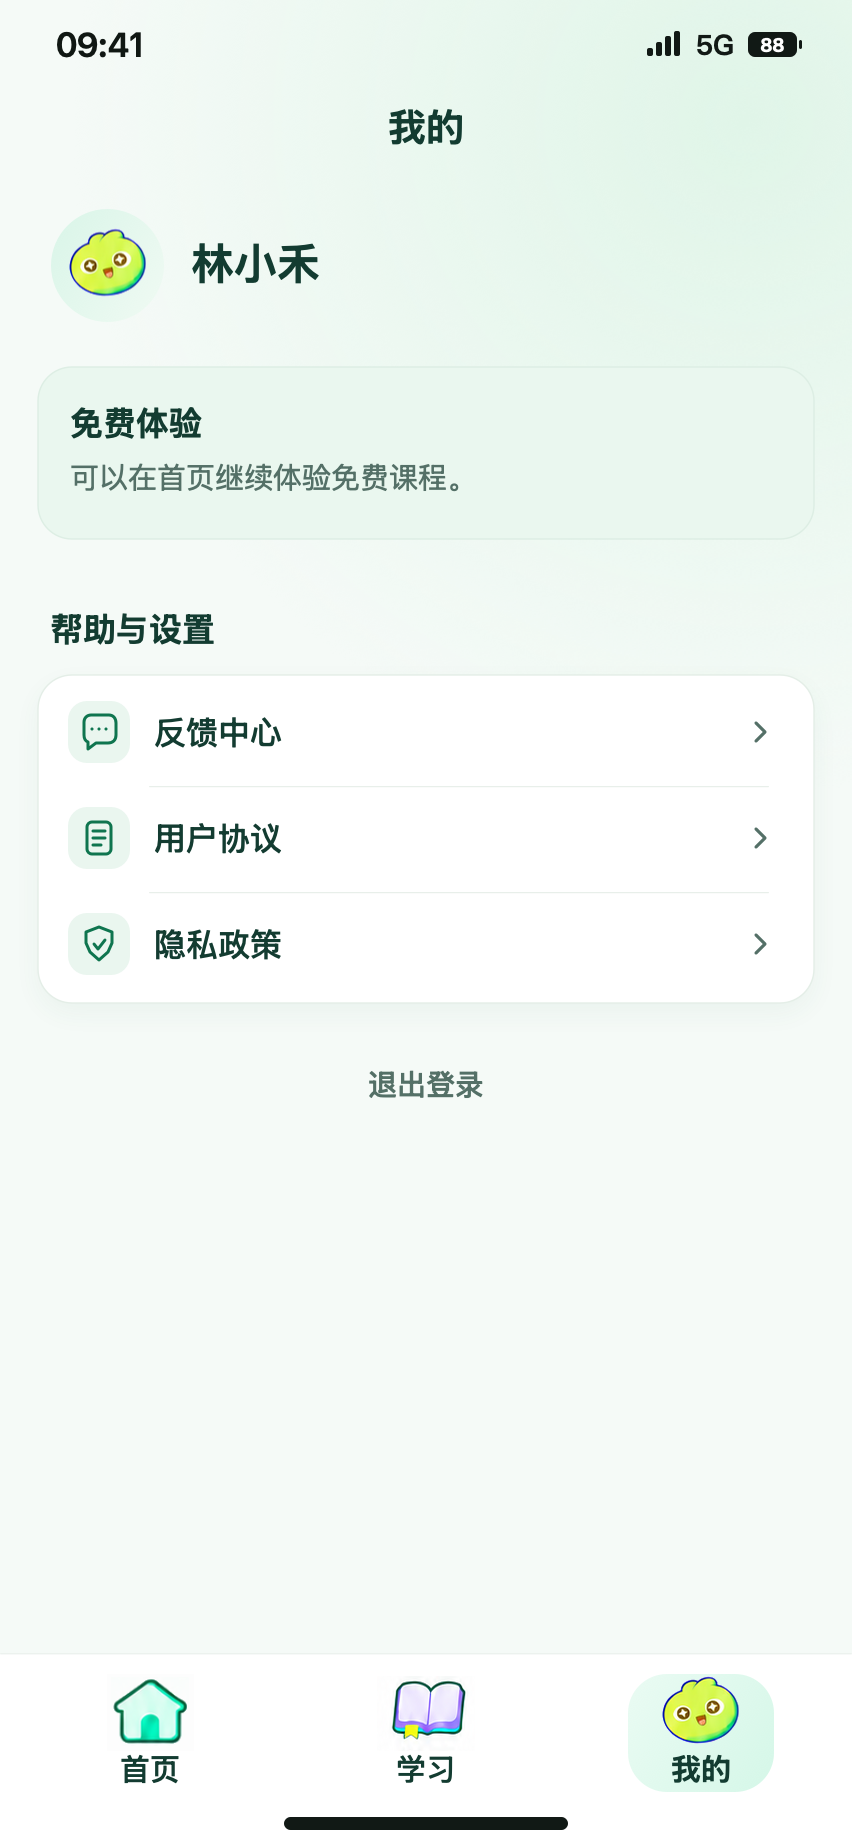 09:41
5G
88
我的
林小禾
免费体验
可以在首页继续体验免费课程。
帮助与设置
反馈中心
用户协议
隐私政策
退出登录
首页
学习
我的